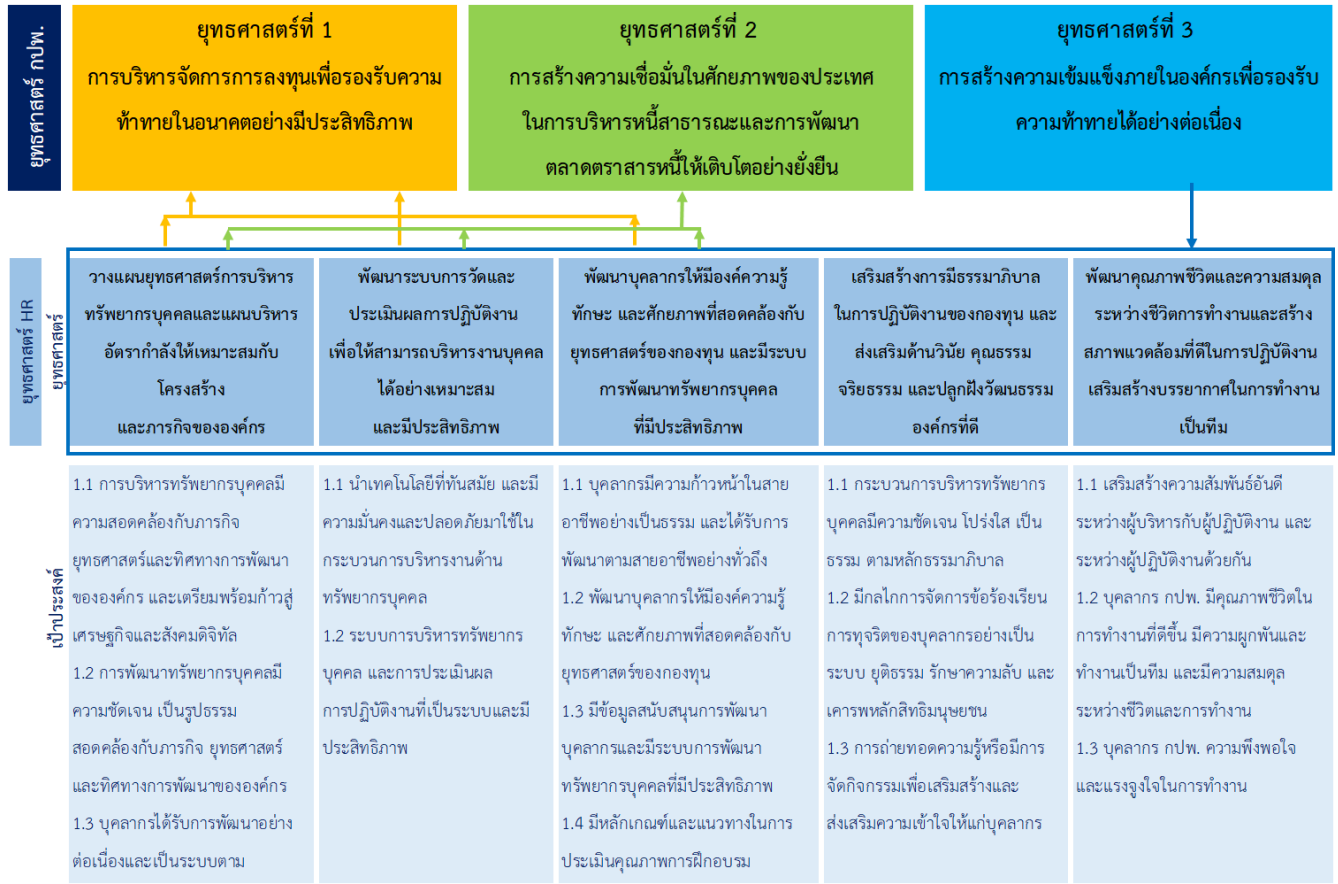 ยุทธศาสตร์ กปพ.
ยุทธศาสตร์ที่ 1
การบริหารจัดการการลงทุนเพื่อรองรับความ
ท้าทายในอนาคตอย่างมีประสิทธิภาพ
ยุทธศาสตร์ที่ 2
การสร้างความเชื่อมั่นในศักยภาพของประเทศ
ในการบริหารหนี้สาธารณะและการพัฒนา
ตลาดตราสารหนี้ให้เติบโตอย่างยั่งยืน
ยุทธศาสตร์ที่ 3
การสร้างความเข้มแข็งภายในองค์กรเพื่อรองรับ
ความท้าทายได้อย่างต่อเนื่อง
ยุทธศาสตร์ HR
ยุทธศาสตร์
วางแผนยุทธศาสตร์การบริหาร
ทรัพยากรบุคคลและแผนบริหาร
อัตรากำลังให้เหมาะสมกับ
โครงสร้าง
และภารกิจขององค์กร
พัฒนาระบบการวัดและ
ประเมินผลการปฏิบัติงาน
เพื่อให้สามารถบริหารงานบุคคล
ได้อย่างเหมาะสม
และมีประสิทธิภาพ
พัฒนาบุคลากรให้มีองค์ความรู้
ทักษะ และศักยภาพที่สอดคล้องกับ
ยุทธศาสตร์ของกองทุน และมีระบบ
การพัฒนาทรัพยากรบุคคล
ที่มีประสิทธิภาพ
เสริมสร้างการมีธรรมาภิบาล
ในการปฏิบัติงานของกองทุน และ
ส่งเสริมด้านวินัย คุณธรรม
จริยธรรม และปลูกฝังวัฒนธรรม
องค์กรที่ดี
พัฒนาคุณภาพชีวิตและความสมดุล
ระหว่างชีวิตการทำงานและสร้าง
สภาพแวดล้อมที่ดีในการปฏิบัติงาน
เสริมสร้างบรรยากาศในการทำงาน
เป็นทีม
เป้าประสงค์
1.1 การบริหารทรัพยากรบุคคลมี
ความสอดคล้องกับภารกิจ
ยุทธศาสตร์และทิศทางการพัฒนา
ขององค์กร และเตรียมพร้อมก้าวสู่
เศรษฐกิจและสังคมดิจิทัล
1.2 การพัฒนาทรัพยากรบุคคลมี
ความชัดเจน เป็นรูปธรรม
สอดคล้องกับภารกิจ ยุทธศาสตร์
และทิศทางการพัฒนาขององค์กร
1.3 บุคลากรได้รับการพัฒนาอย่าง
ต่อเนื่องและเป็นระบบตาม
1.1 นำเทคโนโลยีที่ทันสมัย และมี
ความมั่นคงและปลอดภัยมาใช้ใน
กระบวนการบริหารงานด้าน
ทรัพยากรบุคคล
1.2 ระบบการบริหารทรัพยากร
บุคคล และการประเมินผล
การปฏิบัติงานที่เป็นระบบและมี
ประสิทธิภาพ
1.1 บุคลากรมีความก้าวหน้าในสาย
อาชีพอย่างเป็นธรรม และได้รับการ
พัฒนาตามสายอาชีพอย่างทั่วถึง
1.2 พัฒนาบุคลากรให้มีองค์ความรู้
ทักษะ และศักยภาพที่สอดคล้องกับ
ยุทธศาสตร์ของกองทุน
1.3 มีข้อมูลสนับสนุนการพัฒนา
บุคลากรและมีระบบการพัฒนา
ทรัพยากรบุคคลที่มีประสิทธิภาพ
1.4 มีหลักเกณฑ์และแนวทางในการ
ประเมินคุณภาพการฝึกอบรม
1.1 กระบวนการบริหารทรัพยากร
บุคคลมีความชัดเจน โปร่งใส เป็น
ธรรม ตามหลักธรรมาภิบาล
1.2 มีกลไกการจัดการข้อร้องเรียน
การทุจริตของบุคลากรอย่างเป็น
ระบบ ยุติธรรม รักษาความลับ และ
เคารพหลักสิทธิมนุษยชน
1.3 การถ่ายทอดความรู้หรือมีการ
จัดกิจกรรมเพื่อเสริมสร้างและ
ส่งเสริมความเข้าใจให้แก่บุคลากร
1.1 เสริมสร้างความสัมพันธ์อันดี
ระหว่างผู้บริหารกับผู้ปฏิบัติงาน และ
ระหว่างผู้ปฏิบัติงานด้วยกัน
1.2 บุคลากร กปพ. มีคุณภาพชีวิตใน
การทำงานที่ดีขึ้น มีความผูกพันและ
ทำงานเป็นทีม และมีความสมดุล
ระหว่างชีวิตและการทำงาน
1.3 บุคลากร กปพ. ความพึงพอใจ
และแรงจูงใจในการทำงาน